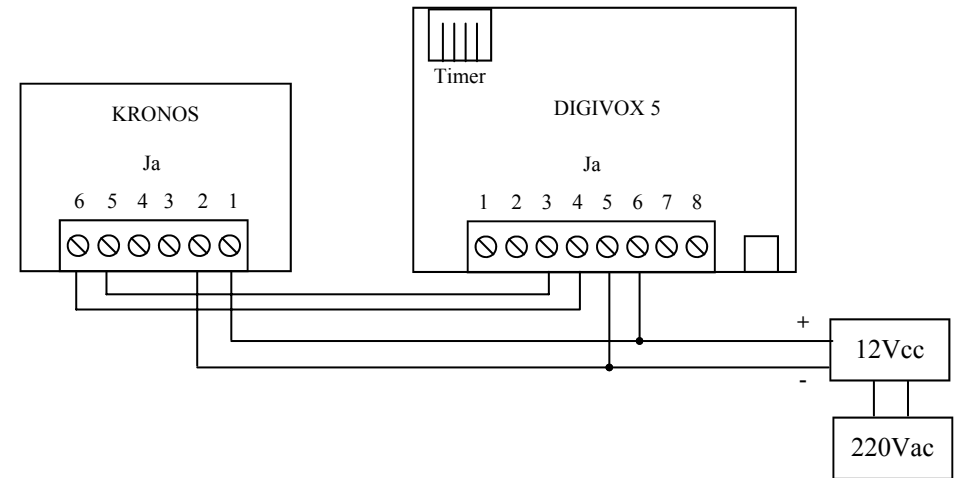 Timer
KRONOS
DIGIVOX 5
Ja
Ja
6 5 4 3 2 1
1 2 3 4 5 6 7 8
+
12Vcc
-
220Vac